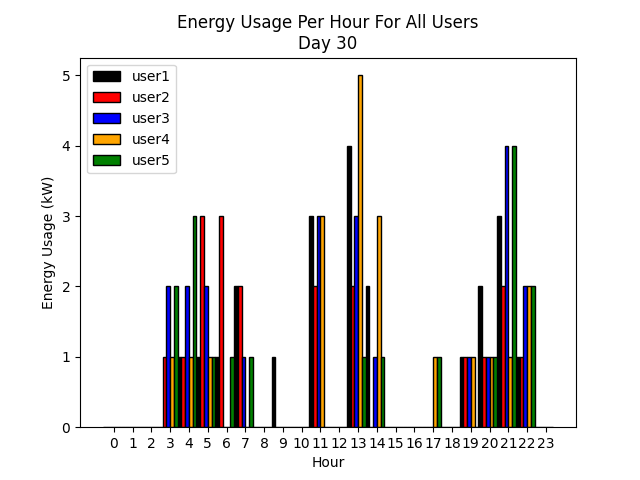 Energy Usage Per Hour For All Users
Day 30
user1
user2
user3
user4
user5
5
4
3
2
1
0
Energy Usage (kW)
0 1 2 3 4 5 6 7 8 9 10 11 12 13 14 15 16 17 18 19 20 21 22 23
Hour